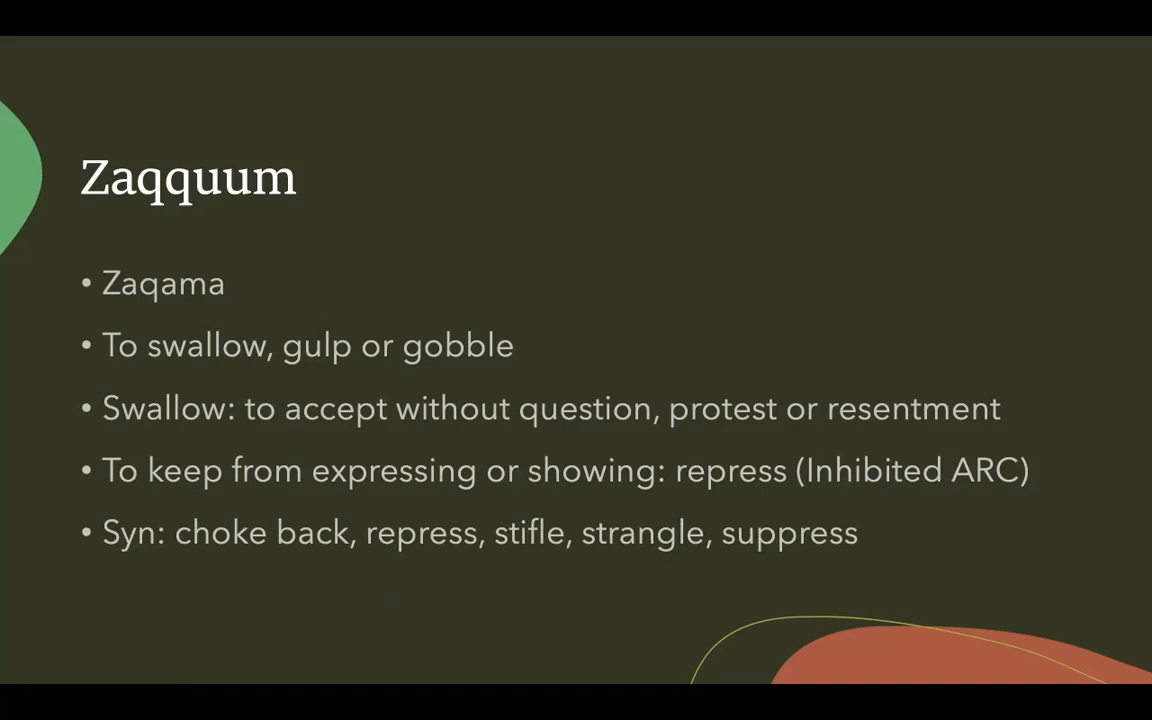 Zaqquum
• Zaqama
• To swallow, gulp or gobble
• Swallow: to accept without question, protest or resentment
• To keep from expressing or showing: repress (Inhibited ARC)
• Syn: choke back, repress, stifle, strangle, suppress